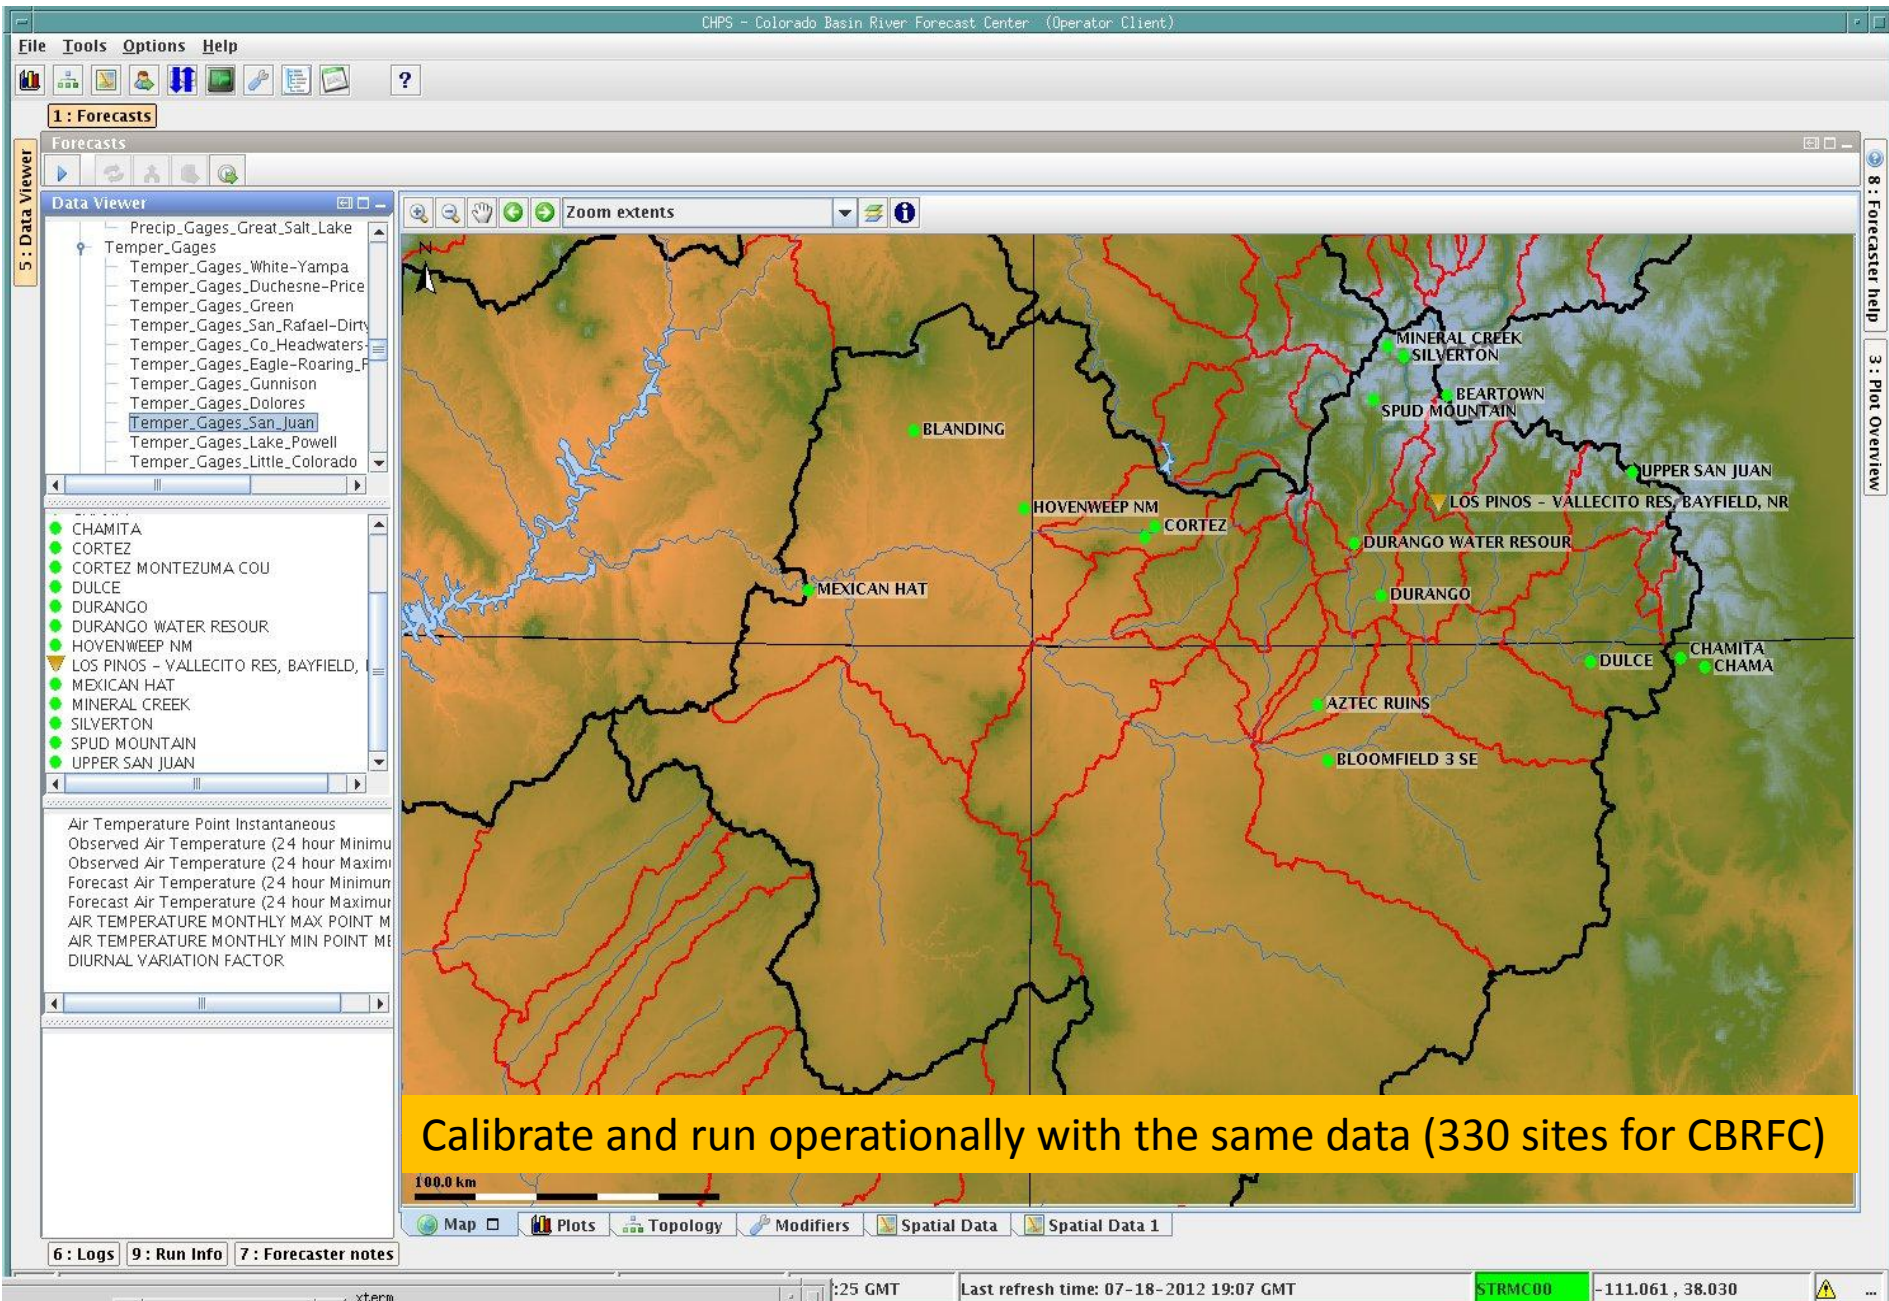 CHPS - Colorado Basin River Forecast Center (Operator Client)
File Tools Options Help
?
1 : Forecasts
Forecasts
5 : Data Viewer
Data Viewer
Precip_Gages_Great_Salt_Lake
Temper_Gages
Temper_Gages_White-Yampa
Temper_Gages_Duchesne-Price
Temper_Gages_Green
Temper_Gages_San_Rafael-Dirty
Temper_Gages_Co_Headwaters-
Temper_Gages_Eagle-Roaring_F
Temper_Gages_Gunnison
Temper_Gages_Dolores
Temper_Gages_San_Juan
Temper_Gages_Lake_Powell
Temper_Gages_Little_Colorado
CHAMITA
CORTEZ
CORTEZ MONTEZUMA COU
DULCE
DURANGO
DURANGO WATER RESOUR
HOVENWEEP NM
LOS PINOS - VALLECITO RES, BAYFIELD,
MEXICAN HAT
MINERAL CREEK
SILVERTON
SPUD MOUNTAIN
UPPER SAN JUAN
Air Temperature Point Instantaneous
Observed Air Temperature (24 hour Minimu
Observed Air Temperature (24 hour Maximu
Forecast Air Temperature (24 hour Minimum
Forecast Air Temperature (24 hour Maximum
AIR TEMPERATURE MONTHLY MAX POINT M
AIR TEMPERATURE MONTHLY MIN POINT ME
DIURNAL VARIATION FACTOR
Zoom extents
N
MINERAL CREEK
SILVERTON
BEARTOWN
SPUD MOUNTAIN
BLANDING
UPPER SAN JUAN
LOS PINOS - VALLECITO RES, BAYFIELD, NR
HOVENWEEP NM
CORTEZ
DURANGO WATER RESOUR
MEXICAN HAT
DURANGO
CHAMITA
DULCE
CHAMA
AZTEC RUINS
BLOOMFIELD 3 SE
Calibrate and run operationally with the same data (330 sites for CBRFC)
100.0 km
8 : Forecaster help
3 : Plot Overview
Map Plots Topology Modifiers Spatial Data Spatial Data 1
6 : Logs 9 : Run Info 7 : Forecaster notes
:25 GMT Last refresh time: 07-18-2012 19:07 GMT STRMC00 -111.061 , 38.030 ...
xterm